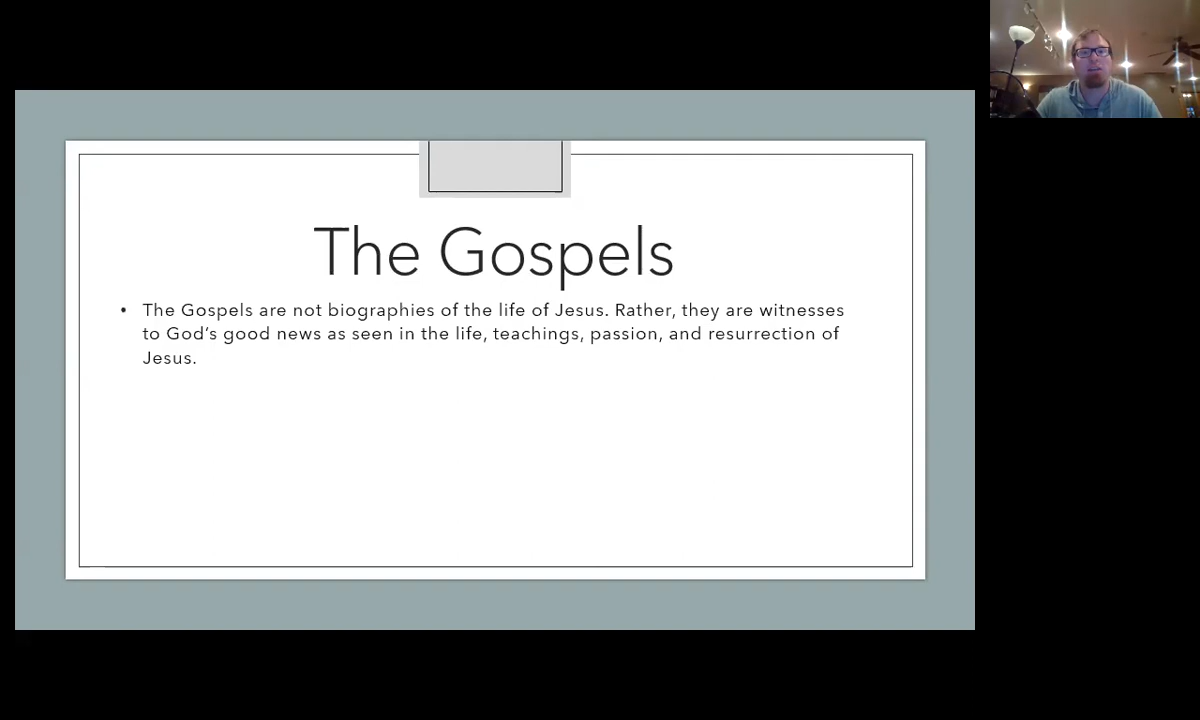 The Gospels
• The Gospels are not biographies of the life of Jesus. Rather, they are witnesses
to God’s good news as seen in the life, teachings, passion, and resurrection of
Jesus.